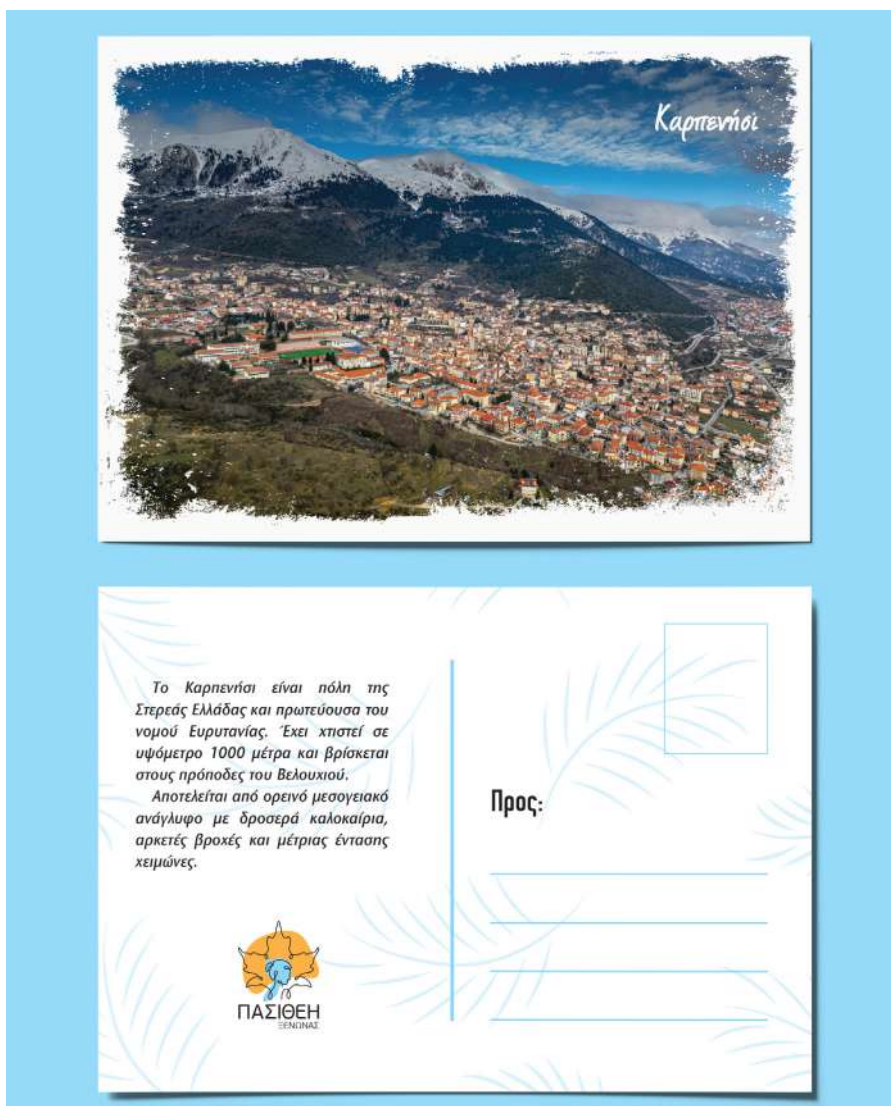 Καρπενήσι
Το Καρπενήσι είναι πόλη της
Στερεάς Ελλάδας και πρωτεύουσα του
νομού Ευρυτανίας. Έχει χτιστεί σε
υψόμετρο 1000 μέτρα και βρίσκεται
στους πρόποδες του Βελουχιού.
Αποτελείται από ορεινό μεσογειακό
ανάγλυφο με δροσερά καλοκαίρια,
αρκετές βροχές και μέτριας έντασης
χειμώνες.
Προς:
ΠΑΣΙΘΕΗ
ΞΕΝΩΝΑΣ